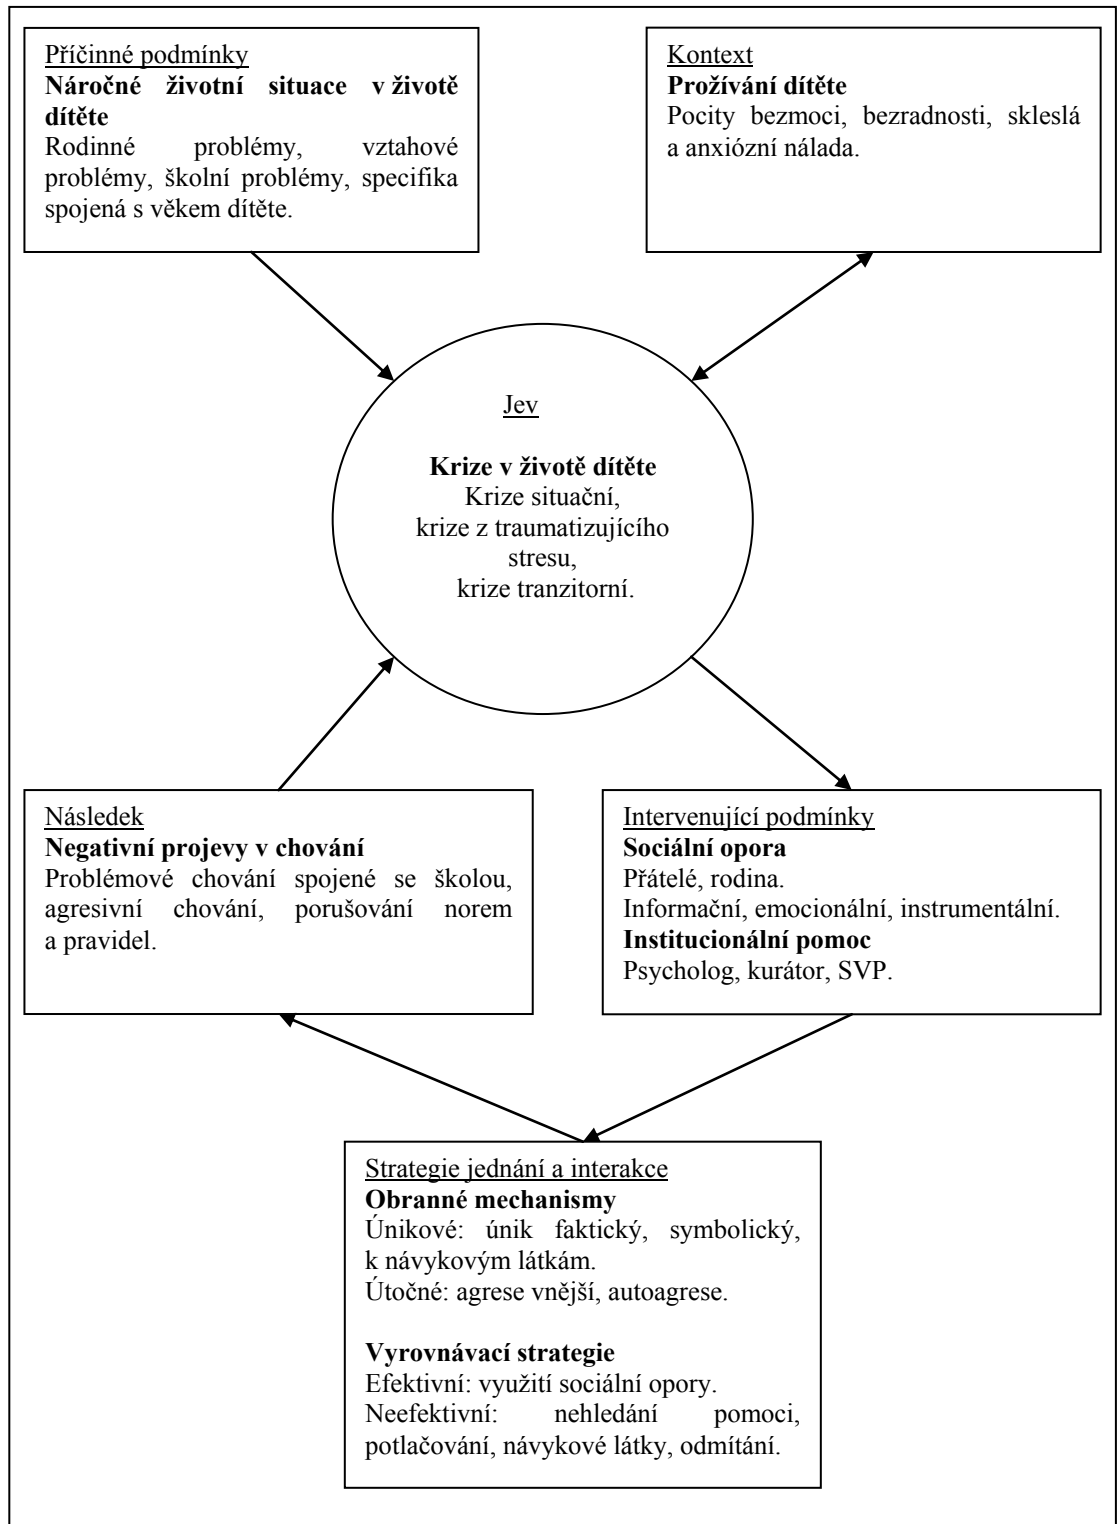 Příčinné podmínky
Náročné životní situace v životě
dítěte
Rodinné problémy, vztahové
problémy, školní problémy, specifika
spojená s věkem dítěte.
Kontext
Prožívání dítěte
Pocity bezmoci, bezradnosti, skleslá
a anxiózní nálada.
Jev
Krize v životě dítěte
Krize situační,
krize z traumatizujícího
stresu,
krize tranzitorní.
Následek
Negativní projevy v chování
Problémové chování spojené se školou,
agresivní chování, porušování norem
a pravidel.
Intervenující podmínky
Sociální opora
Přátelé, rodina.
Informační, emocionální, instrumentální.
Institucionální pomoc
Psycholog, kurátor, SVP.
Strategie jednání a interakce
Obranné mechanismy
Únikové: únik faktický, symbolický,
k návykovým látkám.
Útočné: agrese vnější, autoagrese.
Vyrovnávací strategie
Efektivní: využití sociální opory.
Neefektivní: nehledání pomoci,
potlačování, návykové látky, odmítání.